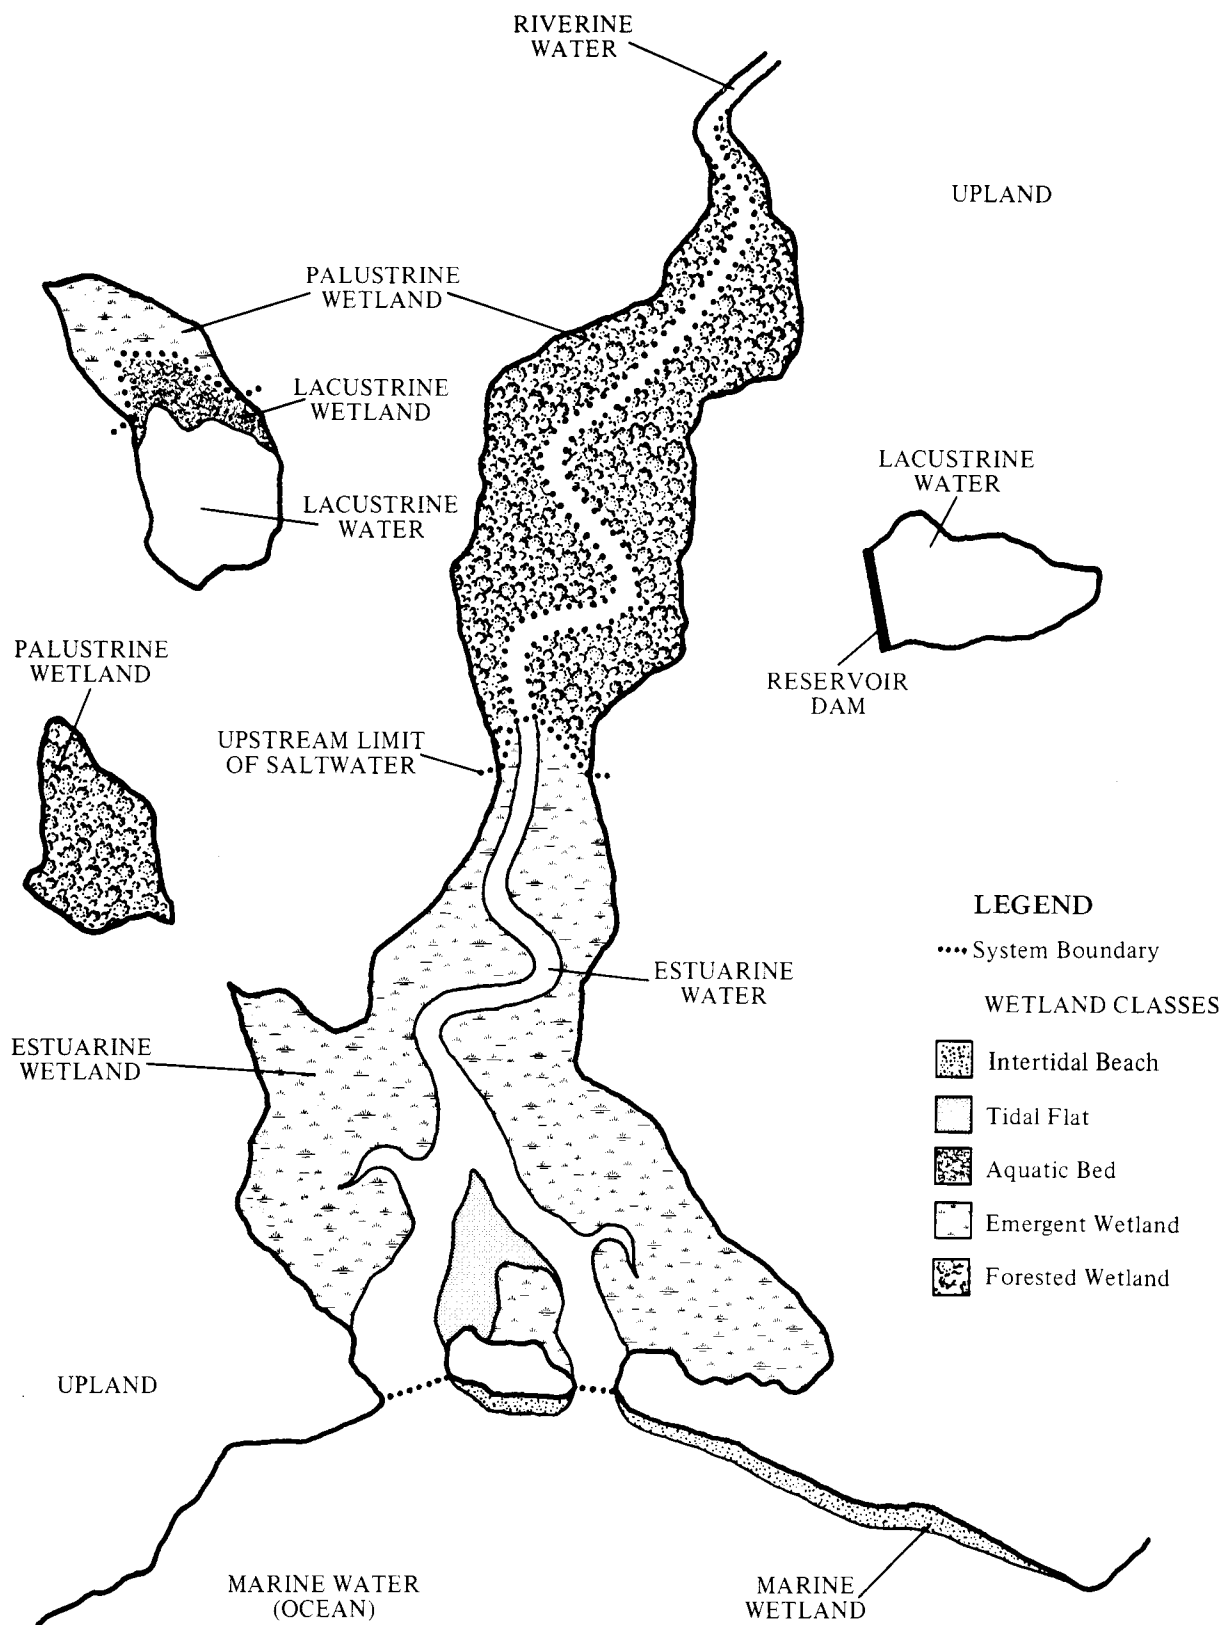 RIVERINE
WATER
UPLAND
PALUSTRINE
WETLAND
LACUSTRINE
WETLAND
LACUSTRINE
WATER
LACUSTRINE
WATER
RESERVOIR
DAM
PALUSTRINE
WETLAND
UPSTREAM LIMIT
OF SALTWATER
ESTUARINE
WATER
ESTUARINE
WETLAND
LEGEND
System Boundary
WETLAND CLASSES
Intertidal Beach
Tidal Flat
Aquatic Bed
Emergent Wetland
Forested Wetland
UPLAND
MARINE WATER
(OCEAN)
MARINE
WETLAND